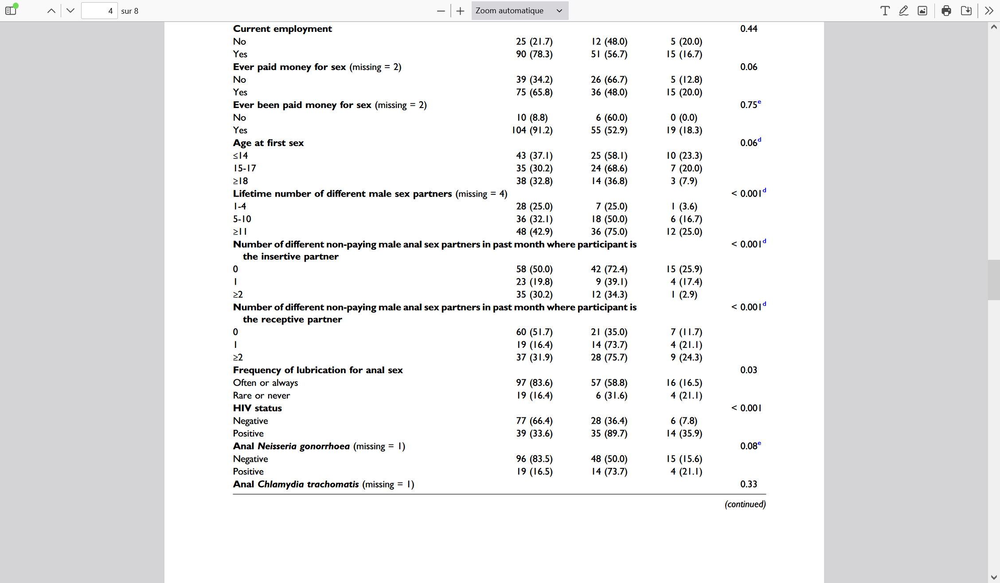 4 sur 8 Zoom automatique
Current employment 0.44
No 25 (21.7) 12 (48.0) 5 (20.0)
Yes 90 (78.3) 51 (56.7) 15 (16.7)
Ever paid money for sex (missing = 2) 0.06
No 39 (34.2) 26 (66.7) 5 (12.8)
Yes 75 (65.8) 36 (48.0) 15 (20.0)
Ever been paid money for sex (missing = 2) 0.75e
No 10 (8.8) 6 (60.0) 0 (0.0)
Yes 104 (91.2) 55 (52.9) 19 (18.3)
Age at first sex 0.06d
≤14 43 (37.1) 25 (58.1) 10 (23.3)
15-17 35 (30.2) 24 (68.6) 7 (20.0)
≥18 38 (32.8) 14 (36.8) 3 (7.9)
Lifetime number of different male sex partners (missing = 4) < 0.001d
1-4 28 (25.0) 7 (25.0) 1 (3.6)
5-10 36 (32.1) 18 (50.0) 6 (16.7)
≥11 48 (42.9) 36 (75.0) 12 (25.0)
Number of different non-paying male anal sex partners in past month where participant is < 0.001d
the insertive partner
0 58 (50.0) 42 (72.4) 15 (25.9)
1 23 (19.8) 9 (39.1) 4 (17.4)
≥2 35 (30.2) 12 (34.3) 1 (2.9)
Number of different non-paying male anal sex partners in past month where participant is < 0.001d
the receptive partner
0 60 (51.7) 21 (35.0) 7 (11.7)
1 19 (16.4) 14 (73.7) 4 (21.1)
≥2 37 (31.9) 28 (75.7) 9 (24.3)
Frequency of lubrication for anal sex 0.03
Often or always 97 (83.6) 57 (58.8) 16 (16.5)
Rare or never 19 (16.4) 6 (31.6) 4 (21.1)
HIV status < 0.001
Negative 77 (66.4) 28 (36.4) 6 (7.8)
Positive 39 (33.6) 35 (89.7) 14 (35.9)
Anal Neisseria gonorrhoea (missing = 1) 0.08e
Negative 96 (83.5) 48 (50.0) 15 (15.6)
Positive 19 (16.5) 14 (73.7) 4 (21.1)
Anal Chlamydia trachomatis (missing = 1) 0.33
(continued)